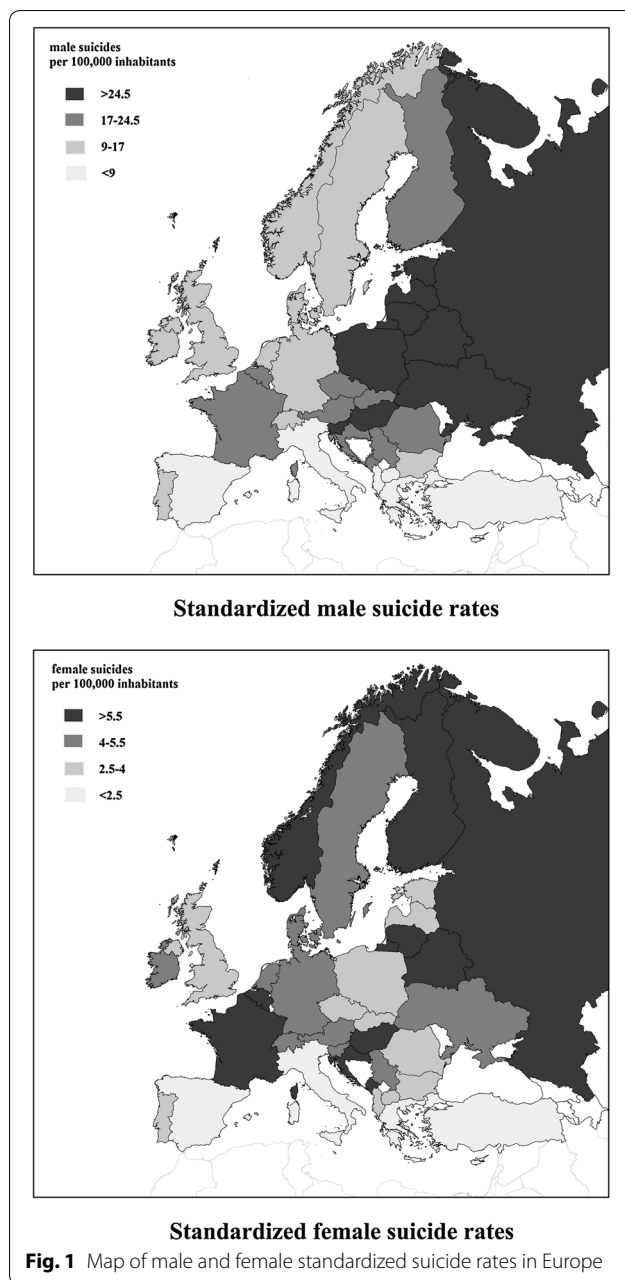 male suicides
per 100,000 inhabitants
>24.5
17-24.5
9-17
<9
Standardized male suicide rates
female suicides
per 100,000 inhabitants
>5.5
4-5.5
2.5-4
<2.5
Standardized female suicide rates
Fig. 1 Map of male and female standardized suicide rates in Europe